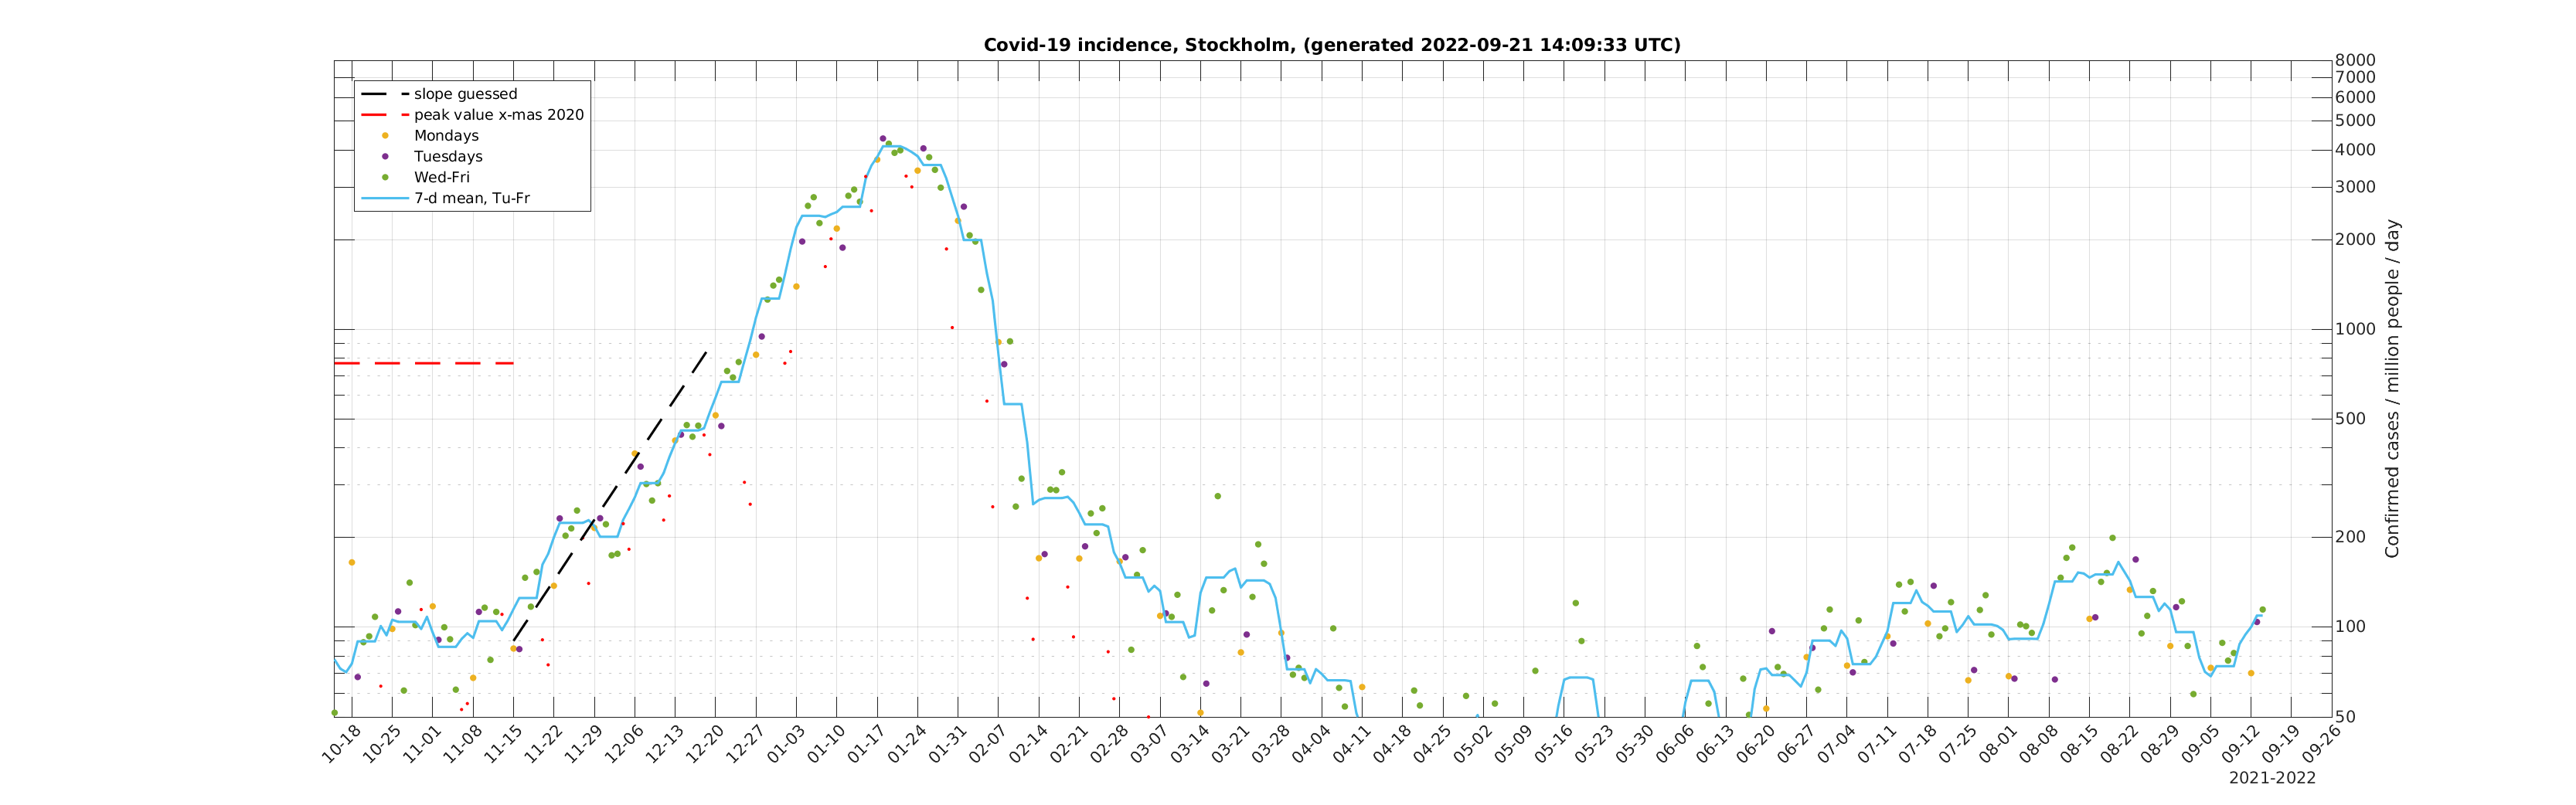 Covid-19 incidence, Stockholm, (generated 2022-09-21 14:09:33 UTC)
slope guessed
peak value x-mas 2020
Mondays
Tuesdays
Wed-Fri
7-d mean, Tu-Fr
8000
7000
6000
5000
4000
3000
2000
1000
500
200
100
50
Confirmed cases / million people / day
10-18 10-25 11-01 11-08 11-15 11-22 11-29 12-06 12-13 12-20 12-27 01-03 01-10 01-17 01-24 01-31 02-07 02-14 02-21 02-28 03-07 03-14 03-21 03-28 04-04 04-11 04-18 04-25 05-02 05-09 05-16 05-23 05-30 06-06 06-13 06-20 06-27 07-04 07-11 07-18 07-25 08-01 08-08 08-15 08-22 08-29 09-05 09-12 09-19 09-26
2021-2022